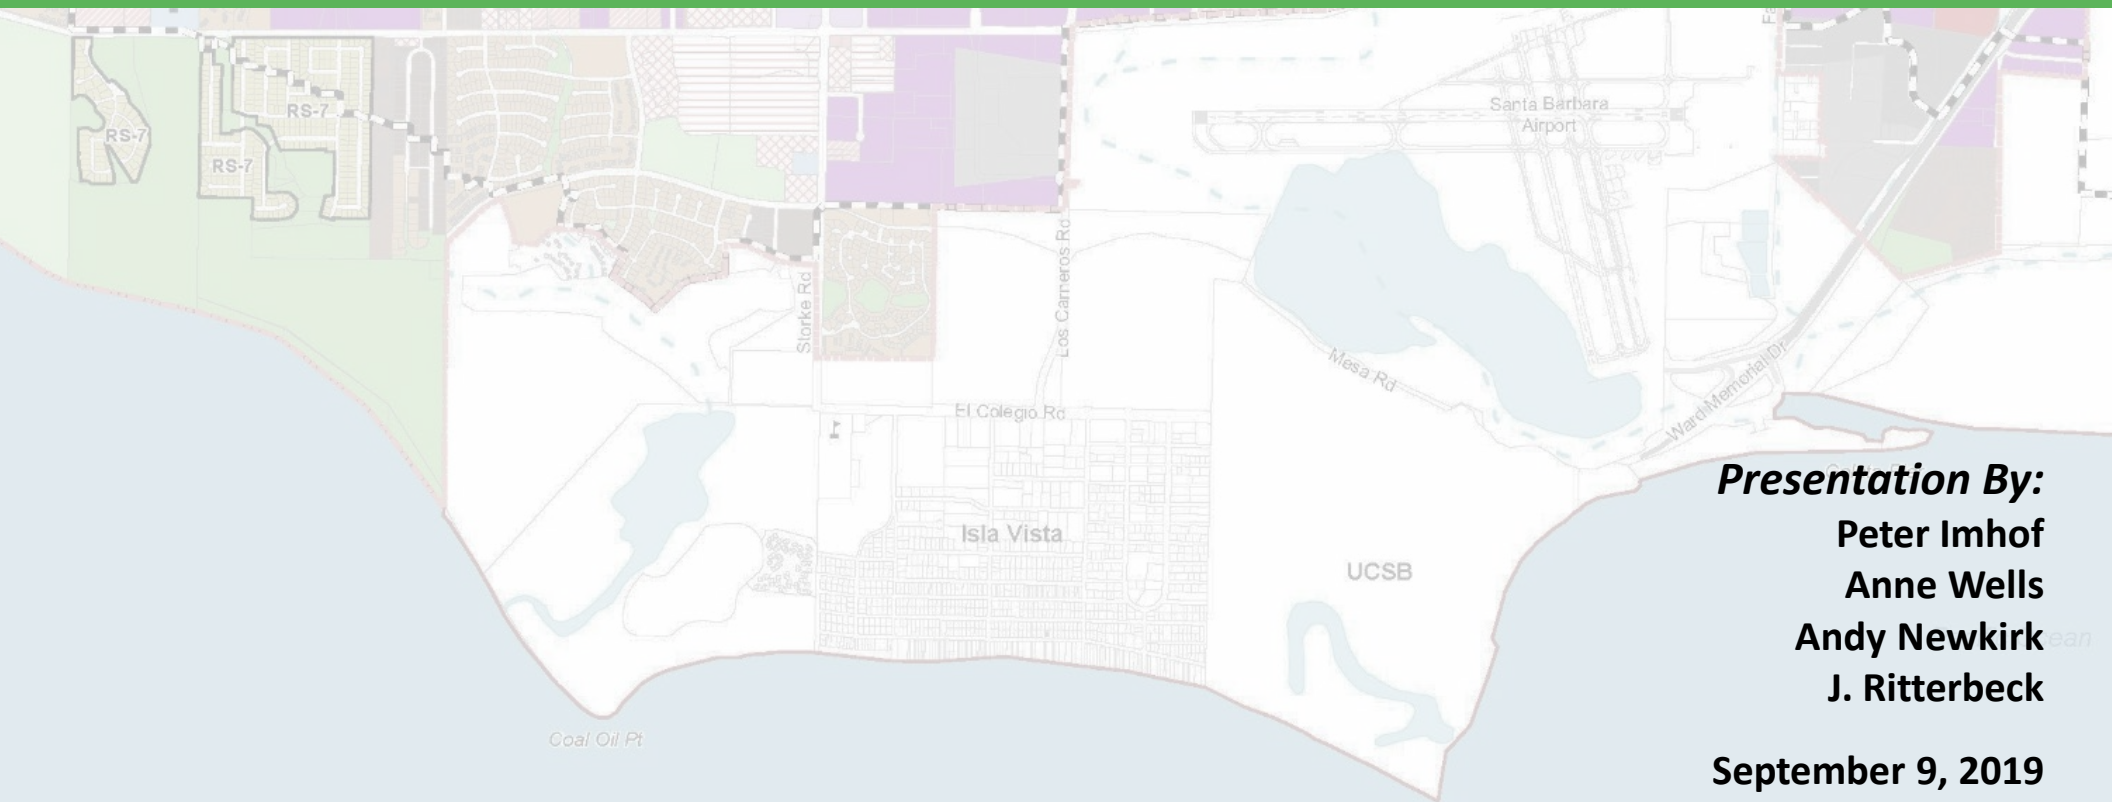 RS-7
RS-7
RS-7
Santa Barbara
Airport
Storke Rd
Los Carneros Rd
Mesa Rd
El Colegio Rd
Ward Memorial Dr
Isla Vista
UCSB
Coal Oil Pt
Presentation By:
Peter Imhof
Anne Wells
Andy Newkirk
J. Ritterbeck
September 9, 2019